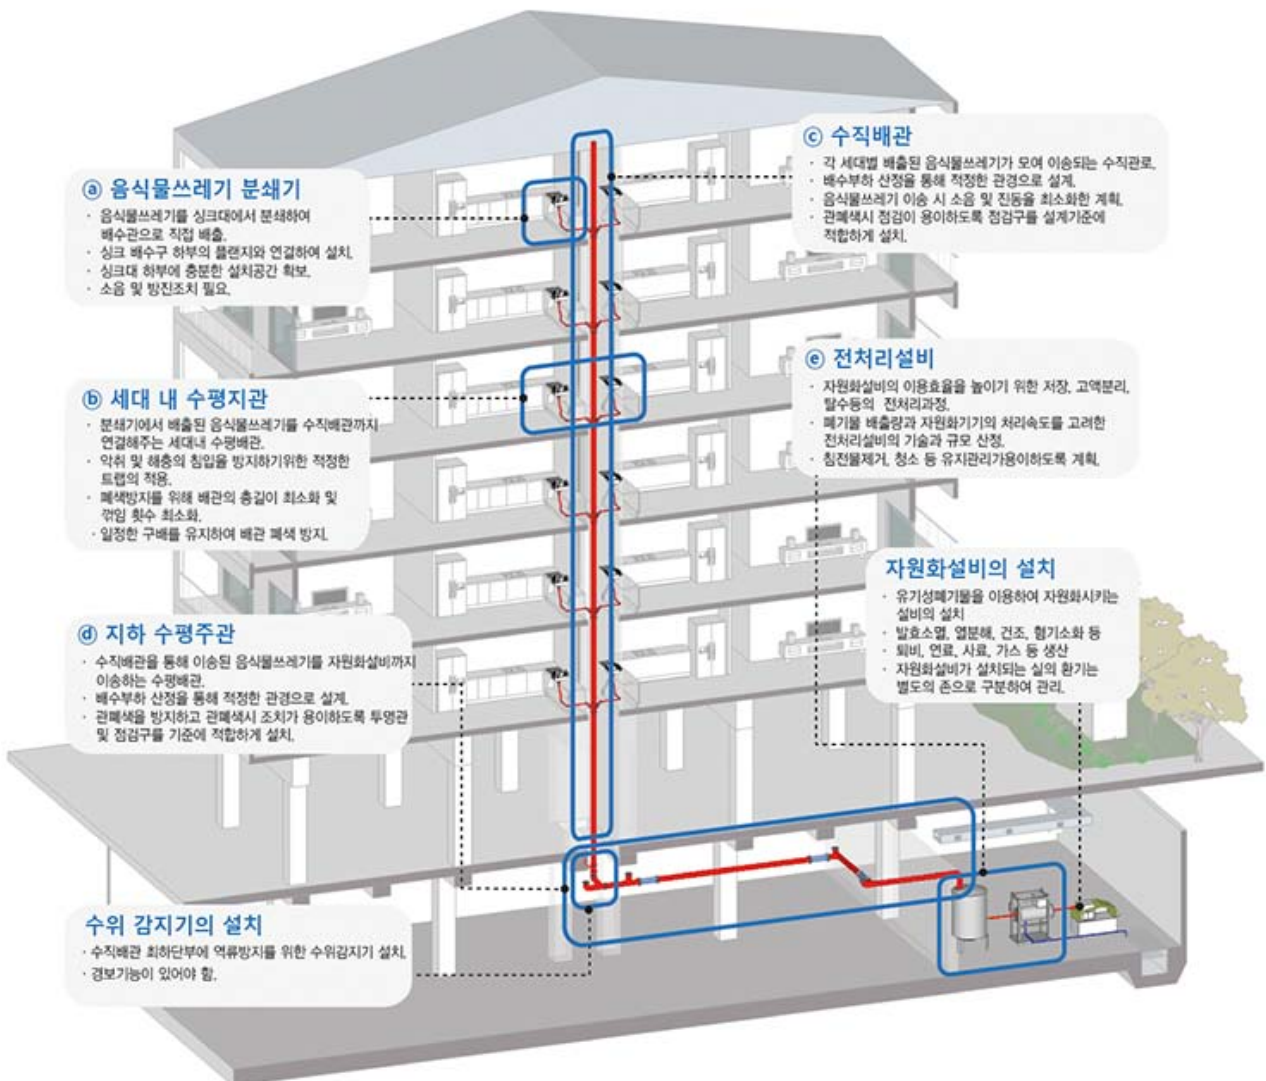 ⓐ 음식물쓰레기 분쇄기
· 음식물쓰레기를 싱크대에서 분쇄하여
배수관으로 직접 배출.
· 싱크 배수구 하부의 플랜지와 연결하여 설치.
· 싱크대 하부에 충분한 설치공간 확보.
· 소음 및 방진조치 필요.
ⓑ 세대 내 수평지관
· 분쇄기에서 배출된 음식물쓰레기를 수직배관까지
연결해주는 세대내 수평배관.
· 악취 및 해충의 침입을 방지하기위한 적정한
트랩의 적용.
· 폐색방지를 위해 배관의 총길이 최소화 및
꺾임 횟수 최소화.
· 일정한 구배를 유지하여 배관 폐색 방지.
ⓓ 지하 수평주관
· 수직배관을 통해 이송된 음식물쓰레기를 자원화설비까지
이송하는 수평배관.
· 배수부하 산정을 통해 적정한 관경으로 설계.
· 관폐색을 방지하고 관폐색시 조치가 용이하도록 투명관
및 점검구를 기준에 적합하게 설치.
수위 감지기의 설치
· 수직배관 최하단부에 역류방지를 위한 수위감지기 설치.
· 경보기능이 있어야 함.
ⓒ 수직배관
· 각 세대별 배출된 음식물쓰레기가 모여 이송되는 수직관로.
· 배수부하 산정을 통해 적정한 관경으로 설계.
· 음식물쓰레기 이송 시 소음 및 진동을 최소화한 계획.
· 관폐색시 점검이 용이하도록 점검구를 설계기준에
적합하게 설치.
ⓔ 전처리설비
· 자원화설비의 이용효율을 높이기 위한 저장, 고액분리,
탈수등의 전처리과정.
· 폐기물 배출량과 자원화기기의 처리속도를 고려한
전처리설비의 기술과 규모 산정.
· 침전물제거, 청소 등 유지관리가용이하도록 계획.
자원화설비의 설치
· 유기성폐기물을 이용하여 자원화시키는
설비의 설치
· 발효소멸, 열분해, 건조, 혐기소화 등
· 퇴비, 연료, 사료, 가스 등 생산
· 자원화설비가 설치되는 실의 환기는
별도의 존으로 구분하여 관리.